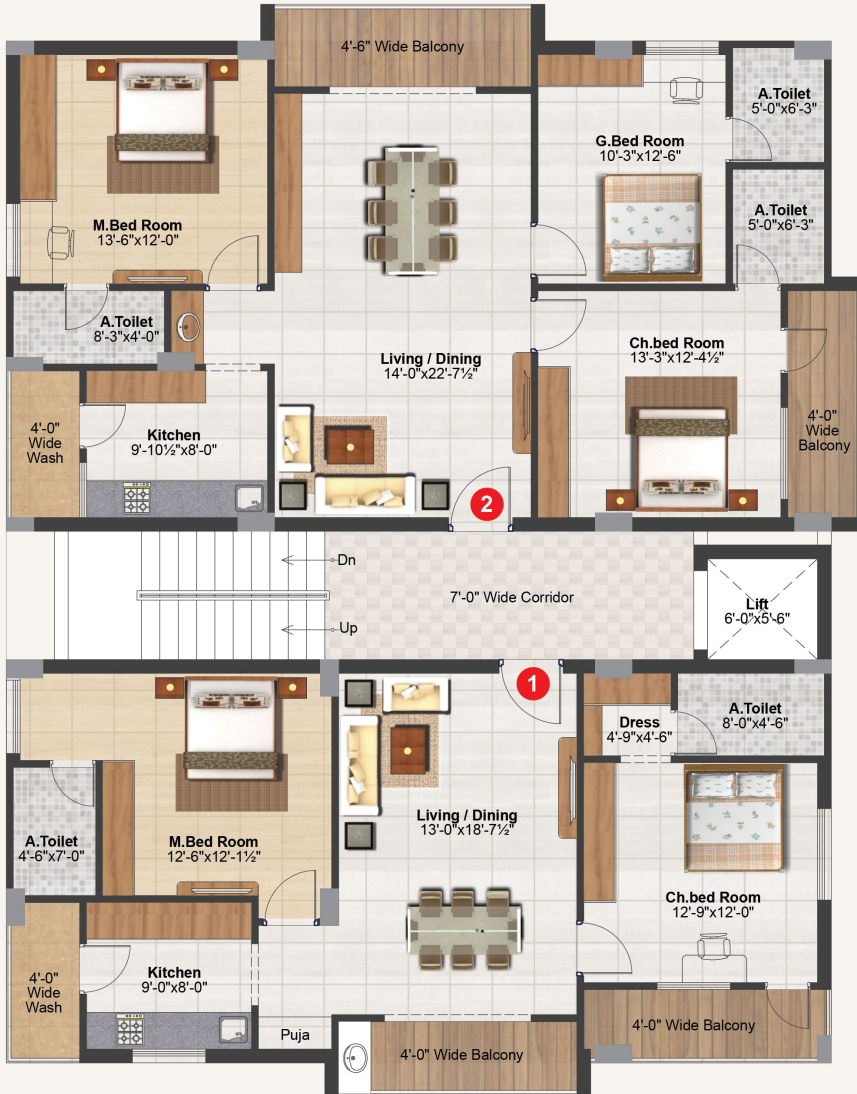 4'-6" Wide Balcony
A.Toilet
5'-0"x6'-3"
G.Bed Room
10'-3"x12'-6"
M.Bed Room
13'-6"x12'-0"
A.Toilet
5'-0"x6'-3"
A.Toilet
8'-3"x4'-0"
Living / Dining
14'-0"x22'-7½"
Ch.bed Room
13'-3"x12'-4½"
4'-0"
Wide
Wash
Kitchen
9'-10½"x8'-0"
4'-0"
Wide
Balcony
2
Dn
7'-0" Wide Corridor
Up
Lift
6'-0"x5'-6"
1
Dress
4'-9"x4'-6"
A.Toilet
8'-0"x4'-6"
A.Toilet
4'-6"x7'-0"
M.Bed Room
12'-6"x12'-1½"
Living / Dining
13'-0"x18'-7½"
Ch.bed Room
12'-9"x12'-0"
4'-0"
Wide
Wash
Kitchen
9'-0"x8'-0"
Puja
4'-0" Wide Balcony
4'-0" Wide Balcony